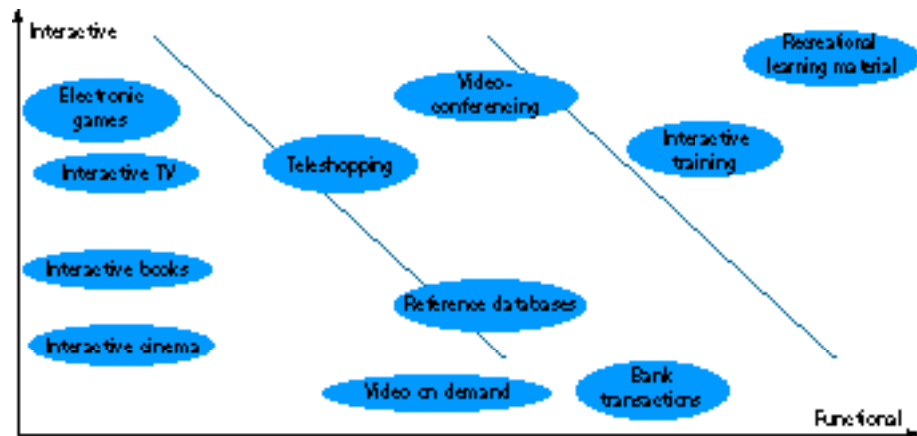 Interactive
Recreational
learning material
Electronic
games
Video-
conferencing
Interactive
training
Teleshopping
Interactive TV
Interactive books
Reference databases
Interactive cinema
Video on demand
Bank
transactions
Functional